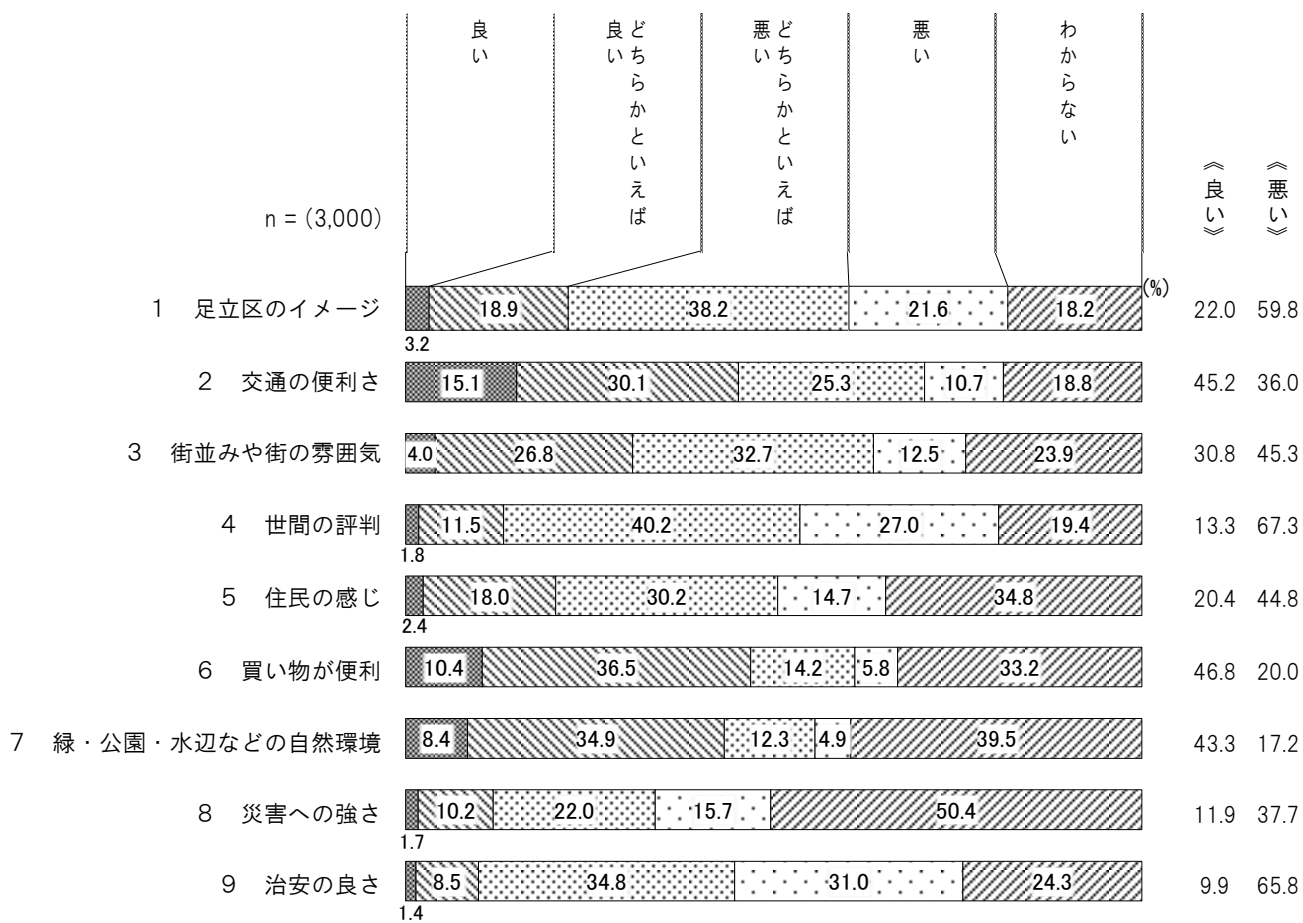 良い
どちらかといえば
良い
どちらかといえば
悪い
悪い
わからない
《良い》
《悪い》
n = (3,000)
(%)
1 足立区のイメージ 18.9 38.2 21.6 18.2 22.0 59.8
3.2
2 交通の便利さ 15.1 30.1 25.3 10.7 18.8 45.2 36.0
3 街並みや街の雰囲気 4.0 26.8 32.7 12.5 23.9 30.8 45.3
4 世間の評判 11.5 40.2 27.0 19.4 13.3 67.3
1.8
5 住民の感じ 18.0 30.2 14.7 34.8 20.4 44.8
2.4
6 買い物が便利 10.4 36.5 14.2 5.8 33.2 46.8 20.0
7 緑・公園・水辺などの自然環境 8.4 34.9 12.3 4.9 39.5 43.3 17.2
8 災害への強さ 10.2 22.0 15.7 50.4 11.9 37.7
1.7
9 治安の良さ 8.5 34.8 31.0 24.3 9.9 65.8
1.4